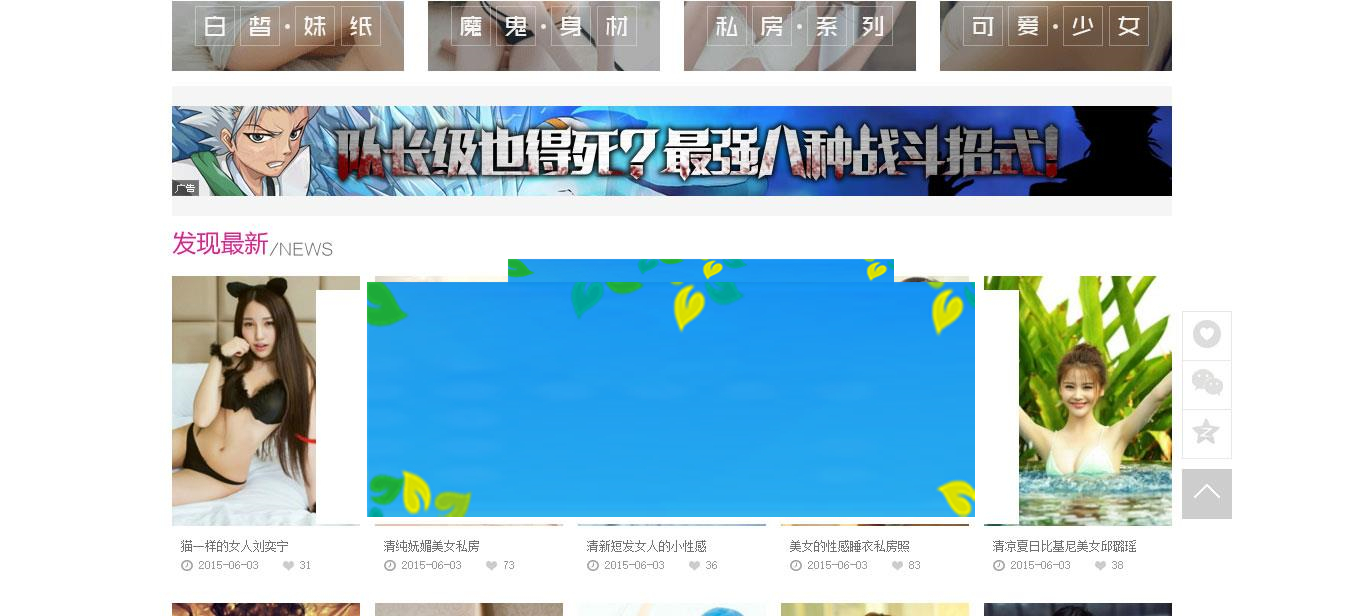 白皙·妹纸
魔鬼·身材
私房·系列
可爱·少女
队长级也得死?最强八种战斗招式!
广告
发现最新/NEWS
猫一样的女人刘奕宁
2015-06-03 31
清纯妩媚美女私房
2015-06-03 73
清新短发女人的小性感
2015-06-03 36
美女的性感睡衣私房照
2015-06-03 83
清凉夏日比基尼美女邱璐瑶
2015-06-03 38